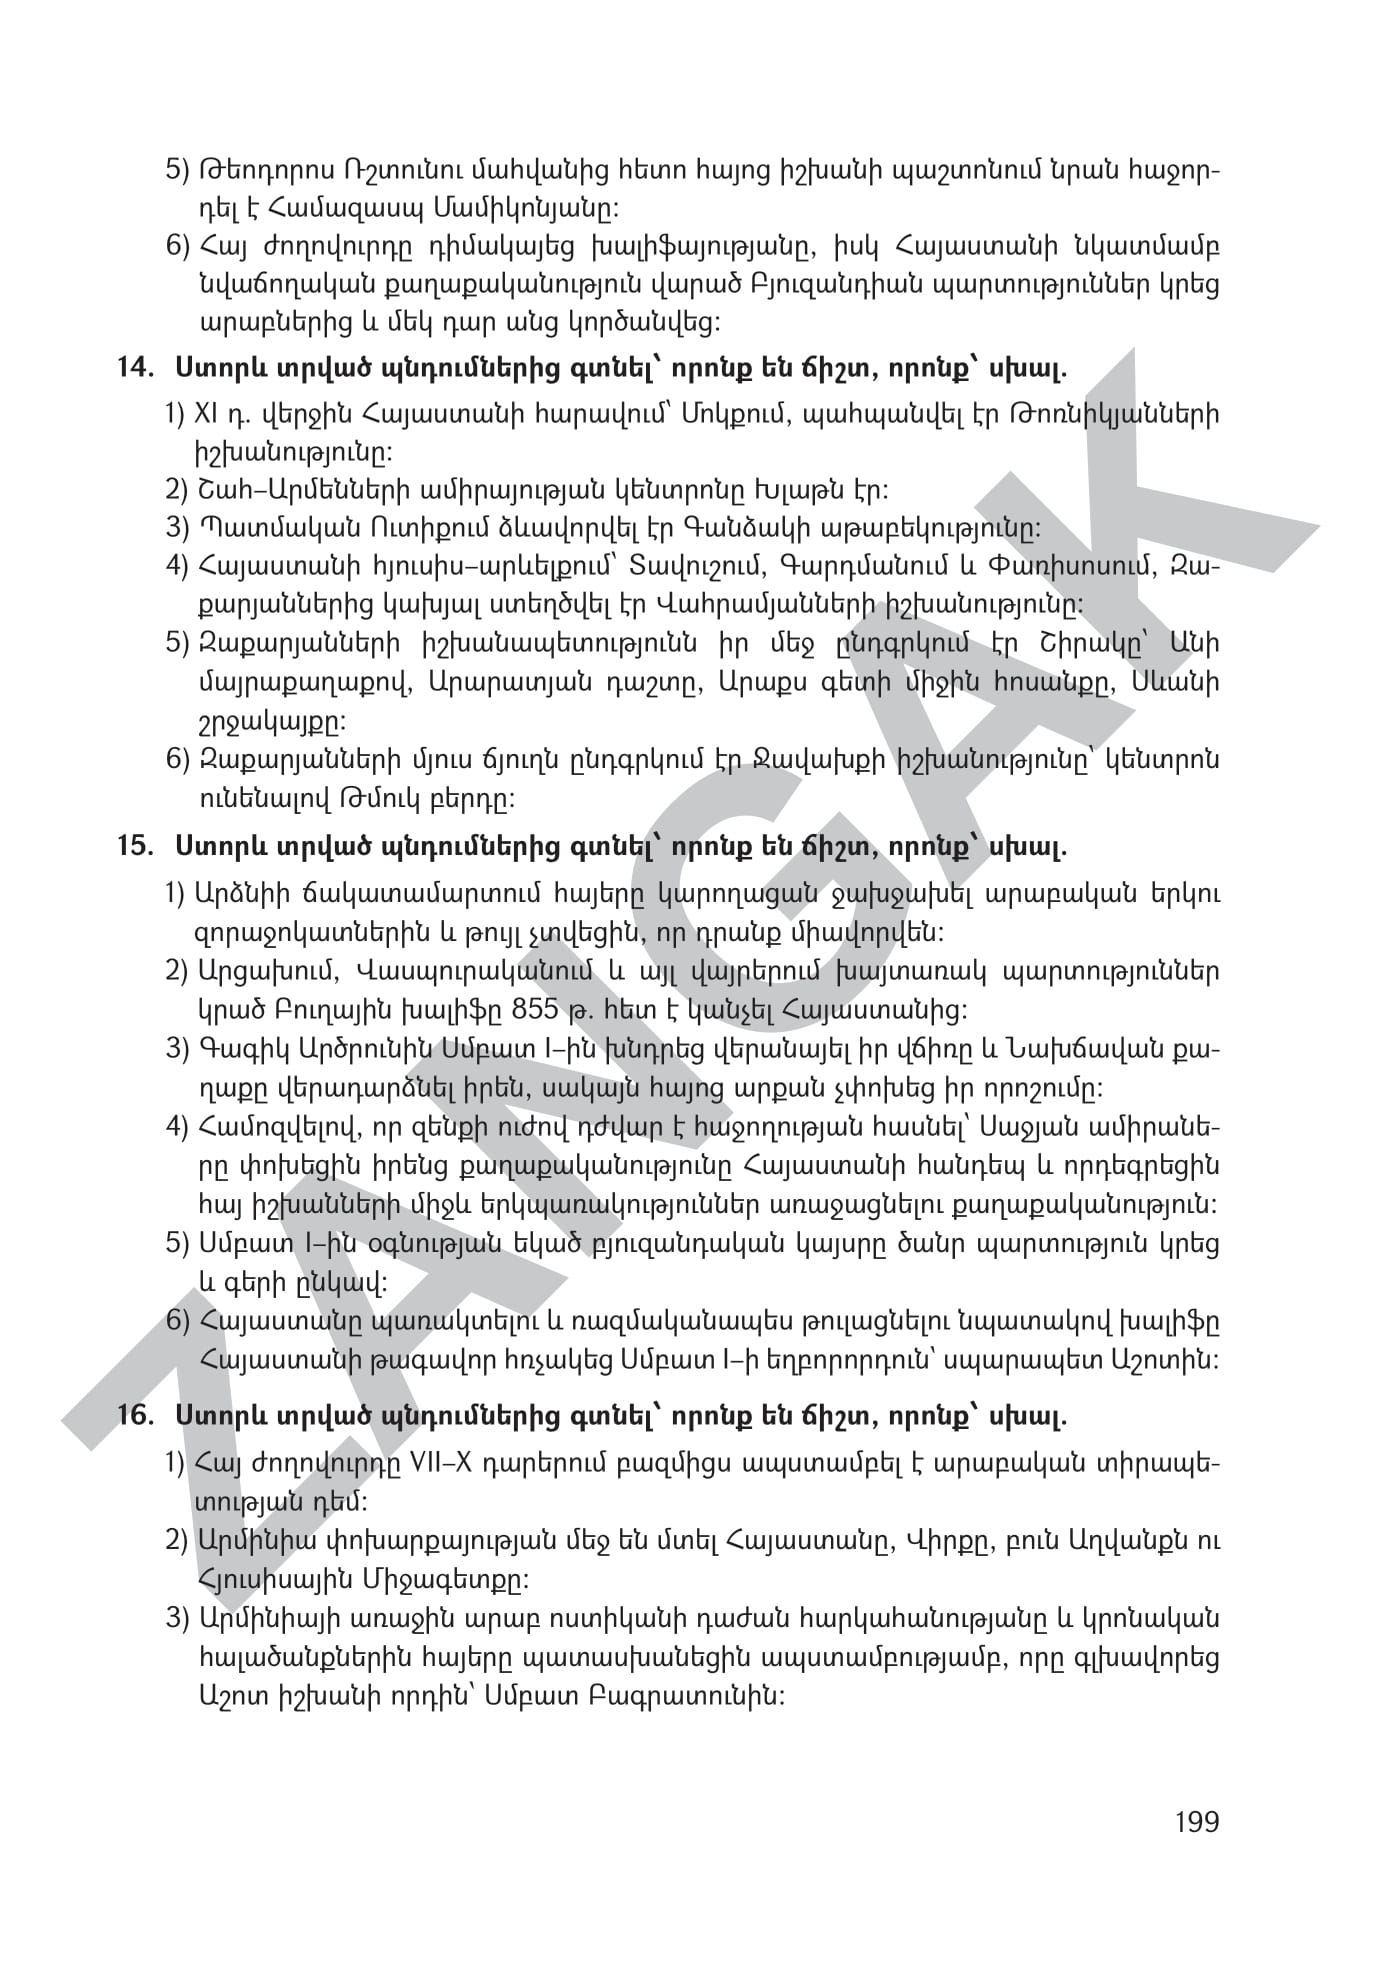 5) Թեոդորոս Ռշտունու մահվանից հետո հայոց իշխանի պաշտոնում նրան հաջոր-
դել է Համազասպ Մամիկոնյանը։
6) Հայ ժողովուրդը դիմակայեց խալիֆայությանը, իսկ Հայաստանի նկատմամբ
նվաճողական քաղաքականություն վարած Բյուզանդիան պարտություններ կրեց
արաբներից և մեկ դար անց կործանվեց։
14. Ստորև տրված պնդումներից գտնել՝ որոնք են ճիշտ, որոնք՝ սխալ.
1) XI դ. վերջին Հայաստանի հարավում՝ Մոկքում, պահպանվել էր Թոռնիկյանների
իշխանությունը։
2) Շահ–Արմենների ամիրայության կենտրոնը Խլաթն էր։
3) Պատմական Ուտիքում ձևավորվել էր Գանձակի աթաբեկությունը։
4) Հայաստանի հյուսիս–արևելքում՝ Տավուշում, Գարդմանում և Փառիսոսում, Զա-
քարյաններից կախյալ ստեղծվել էր Վահրամյանների իշխանությունը։
5) Զաքարյանների իշխանապետությունն իր մեջ ընդգրկում էր Շիրակը՝ Անի
մայրաքաղաքով, Արարատյան դաշտը, Արաքս գետի միջին հոսանքը, Սևանի
շրջակայքը։
6) Զաքարյանների մյուս ճյուղն ընդգրկում էր Ջավախքի իշխանությունը՝ կենտրոն
ունենալով Թմուկ բերդը։
15. Ստորև տրված պնդումներից գտնել՝ որոնք են ճիշտ, որոնք՝ սխալ.
1) Արձնիի ճակատամարտում հայերը կարողացան ջախջախել արաբական երկու
զորաջոկատներին և թույլ չտվեցին, որ դրանք միավորվեն։
2) Արցախում, Վասպուրականում և այլ վայրերում խայտառակ պարտություններ
կրած Բուղային խալիֆը 855 թ. հետ է կանչել Հայաստանից։
3) Գագիկ Արծրունին Սմբատ I–ին խնդրեց վերանայել իր վճիռը և Նախճավան քա-
ղաքը վերադարձնել իրեն, սակայն հայոց արքան չփոխեց իր որոշումը։
4) Համոզվելով, որ զենքի ուժով դժվար է հաջողության հասնել՝ Սաջյան ամիրանե-
րը փոխեցին իրենց քաղաքականությունը Հայաստանի հանդեպ և որդեգրեցին
հայ իշխանների միջև երկպառակություններ առաջացնելու քաղաքականություն։
5) Սմբատ I–ին օգնության եկած բյուզանդական կայսրը ծանր պարտություն կրեց
և գերի ընկավ։
6) Հայաստանը պառակտելու և ռազմականապես թուլացնելու նպատակով խալիֆը
Հայաստանի թագավոր հռչակեց Սմբատ I–ի եղբորորդուն՝ սպարապետ Աշոտին։
16. Ստորև տրված պնդումներից գտնել՝ որոնք են ճիշտ, որոնք՝ սխալ.
1) Հայ ժողովուրդը VII–X դարերում բազմիցս ապստամբել է արաբական տիրապե-
տության դեմ։
2) Արմինիա փոխարքայության մեջ են մտել Հայաստանը, Վիրքը, բուն Աղվանքն ու
Հյուսիսային Միջագետքը։
3) Արմինիայի առաջին արաբ ոստիկանի դաժան հարկահանությանը և կրոնական
հալածանքներին հայերը պատասխանեցին ապստամբությամբ, որը գլխավորեց
Աշոտ իշխանի որդին՝ Սմբատ Բագրատունին։
199
ZANGAK